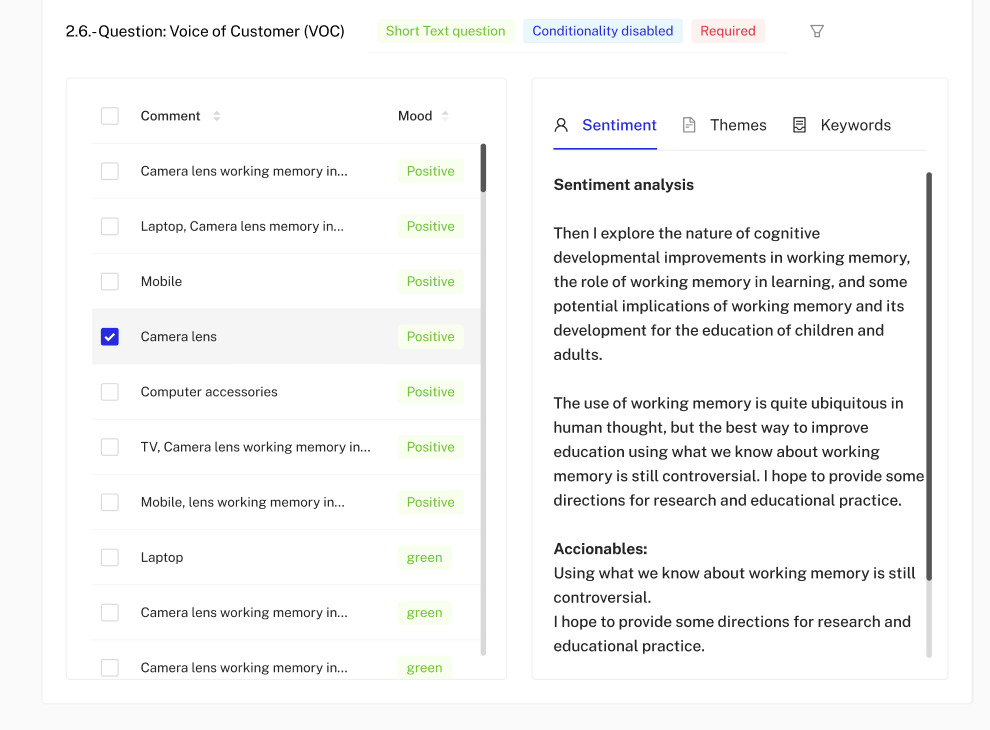 2.6.- Question: Voice of Customer (VOC) Short Text question Conditionality disabled Required
Comment Mood
Camera lens working memory in... Positive
Laptop, Camera lens memory in... Positive
Mobile Positive
Camera lens Positive
Computer accessories Positive
TV, Camera lens working memory in... Positive
Mobile, lens working memory in... Positive
Laptop green
Camera lens working memory in... green
Camera lens working memory in... green
Sentiment Themes Keywords
Sentiment analysis
Then I explore the nature of cognitive
developmental improvements in working memory,
the role of working memory in learning, and some
potential implications of working memory and its
development for the education of children and
adults.
The use of working memory is quite ubiquitous in
human thought, but the best way to improve
education using what we know about working
memory is still controversial. I hope to provide some
directions for research and educational practice.
Accionables:
Using what we know about working memory is still
controversial.
I hope to provide some directions for research and
educational practice.